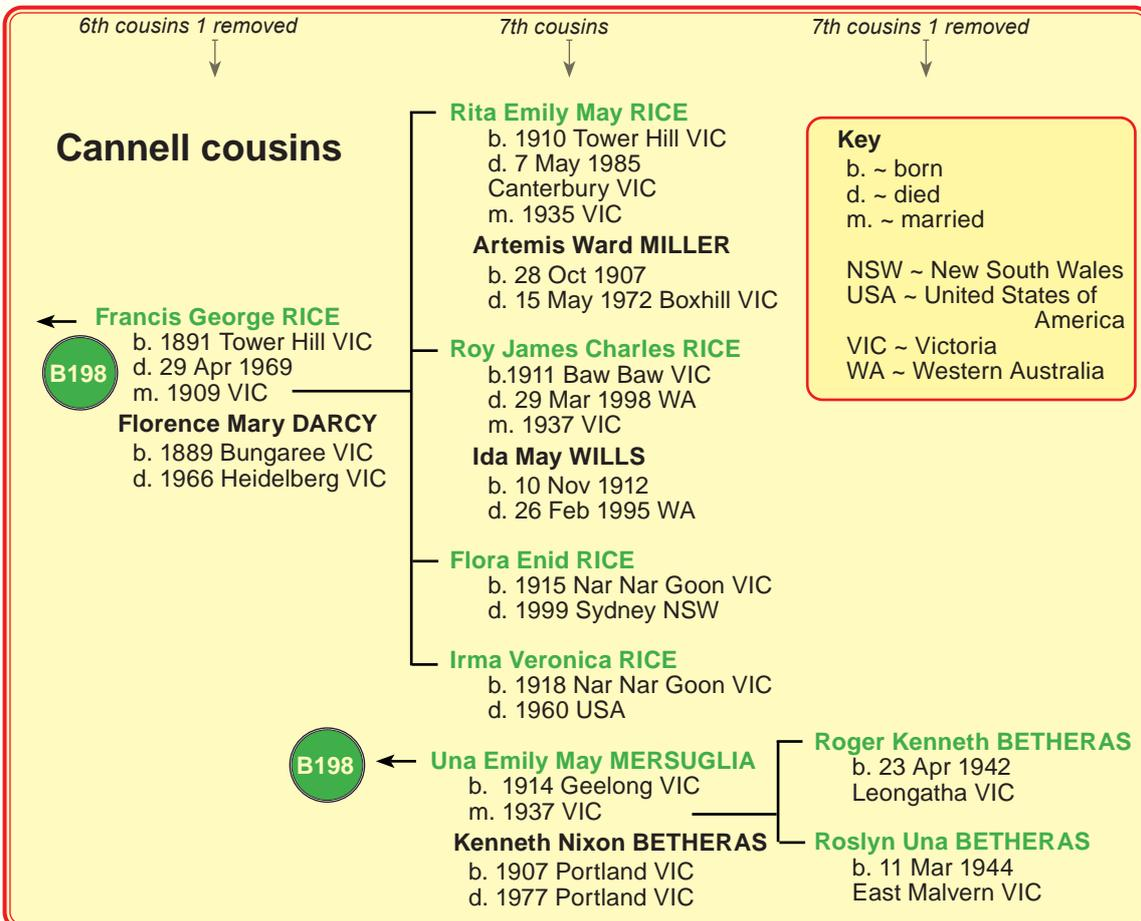 6th cousins 1 removed
7th cousins
7th cousins 1 removed
Cannell cousins
Francis George RICE
b. 1891 Tower Hill VIC
d. 29 Apr 1969
m. 1909 VIC
B198
Florence Mary DARCY
b. 1889 Bungaree VIC
d. 1966 Heidelberg VIC
Rita Emily May RICE
b. 1910 Tower Hill VIC
d. 7 May 1985
Canterbury VIC
m. 1935 VIC
Artemis Ward MILLER
b. 28 Oct 1907
d. 15 May 1972 Boxhill VIC
Roy James Charles RICE
b.1911 Baw Baw VIC
d. 29 Mar 1998 WA
m. 1937 VIC
Ida May WILLS
b. 10 Nov 1912
d. 26 Feb 1995 WA
Flora Enid RICE
b. 1915 Nar Nar Goon VIC
d. 1999 Sydney NSW
Irma Veronica RICE
b. 1918 Nar Nar Goon VIC
d. 1960 USA
B198
Una Emily May MERSUGLIA
b. 1914 Geelong VIC
m. 1937 VIC
Kenneth Nixon BETHERAS
b. 1907 Portland VIC
d. 1977 Portland VIC
Key
b. ~ born
d. ~ died
m. ~ married
NSW ~ New South Wales
USA ~ United States of
America
VIC ~ Victoria
WA ~ Western Australia
Roger Kenneth BETHERAS
b. 23 Apr 1942
Leongatha VIC
Roslyn Una BETHERAS
b. 11 Mar 1944
East Malvern VIC